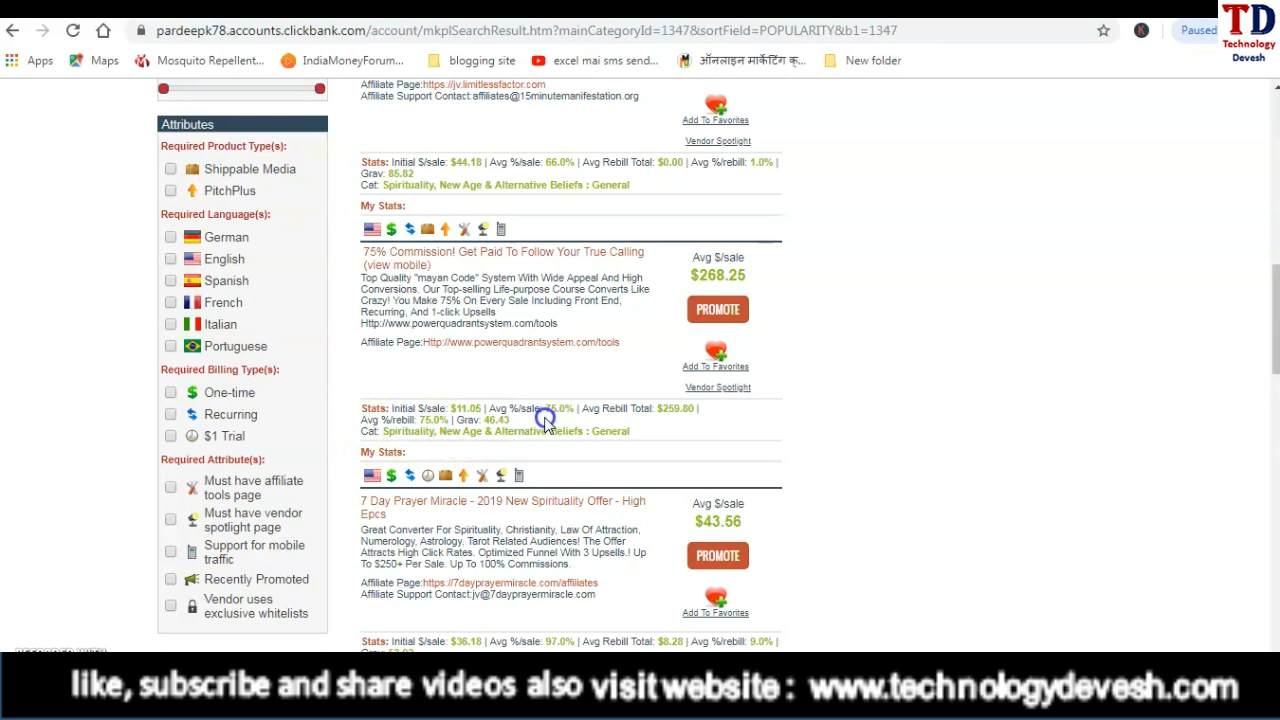 pardeepk78.accounts.clickbank.com/account/mkplSearchResult.htm?mainCategoryId=1347&sortField=POPULARITY&b1=1347
K
Paused
TD
Technology
Devesh
Apps
Maps
Mosquito Repellent...
IndiaMoneyForum...
blogging site
excel mai sms send...
ऑनलाइन मार्केटिंग क्...
New folder
Affiliate Page:https://jv.limitlessfactor.com
Affiliate Support Contact:affiliates@15minutemanifestation.org
Add To Favorites
Vendor Spotlight
Stats: Initial $/sale: $44.18 | Avg %/sale: 66.0% | Avg Rebill Total: $0.00 | Avg %/rebill: 1.0% |
Grav: 85.82
Cat: Spirituality, New Age & Alternative Beliefs : General
My Stats:
Attributes
Required Product Type(s):
Shippable Media
PitchPlus
Required Language(s):
German
English
Spanish
French
Italian
Portuguese
Required Billing Type(s):
One-time
Recurring
$1 Trial
Required Attribute(s):
Must have affiliate
tools page
Must have vendor
spotlight page
Support for mobile
traffic
Recently Promoted
Vendor uses
exclusive whitelists
75% Commission! Get Paid To Follow Your True Calling
(view mobile)
Top Quality "mayan Code" System With Wide Appeal And High
Conversions. Our Top-selling Life-purpose Course Converts Like
Crazy! You Make 75% On Every Sale Including Front End,
Recurring, And 1-click Upsells
Http://www.powerquadrantsystem.com/tools
Affiliate Page:Http://www.powerquadrantsystem.com/tools
Avg $/sale
$268.25
PROMOTE
Add To Favorites
Vendor Spotlight
Stats: Initial $/sale: $11.05 | Avg %/sale: 75.0% | Avg Rebill Total: $259.80 |
Avg %/rebill: 75.0% | Grav: 46.43
Cat: Spirituality, New Age & Alternative Beliefs : General
My Stats:
7 Day Prayer Miracle - 2019 New Spirituality Offer - High
Epcs
Great Converter For Spirituality, Christianity, Law Of Attraction,
Numerology, Astrology, Tarot Related Audiences! The Offer
Attracts High Click Rates. Optimized Funnel With 3 Upsells.! Up
To $250+ Per Sale. Up To 100% Commissions.
Affiliate Page:https://7dayprayermiracle.com/affiliates
Affiliate Support Contact:jv@7dayprayermiracle.com
Avg $/sale
$43.56
PROMOTE
Add To Favorites
Stats: Initial $/sale: $36.18 | Avg %/sale: 97.0% | Avg Rebill Total: $8.28 | Avg %/rebill: 9.0% |
like, subscribe and share videos also visit website : www.technologydevesh.com